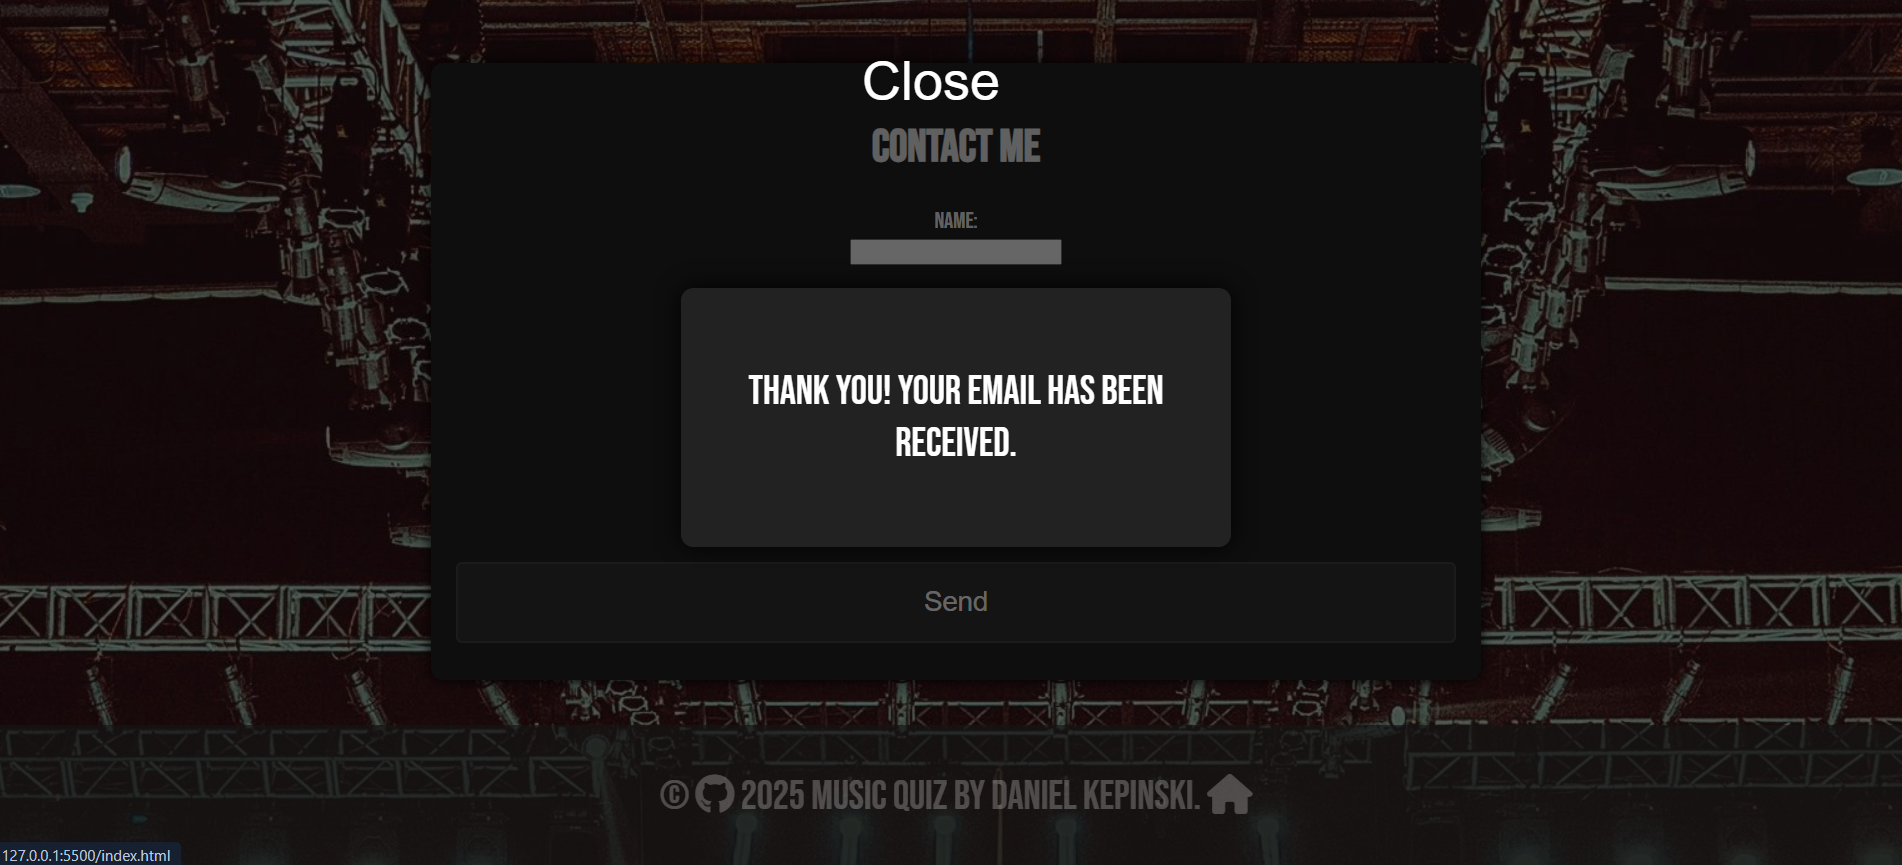 Close
CONTACT ME
NAME:
THANK YOU! YOUR EMAIL HAS BEEN
RECEIVED.
Send
© 2025 MUSIC QUIZ BY DANIEL KEPINSKI.
127.0.0.1:5500/index.html